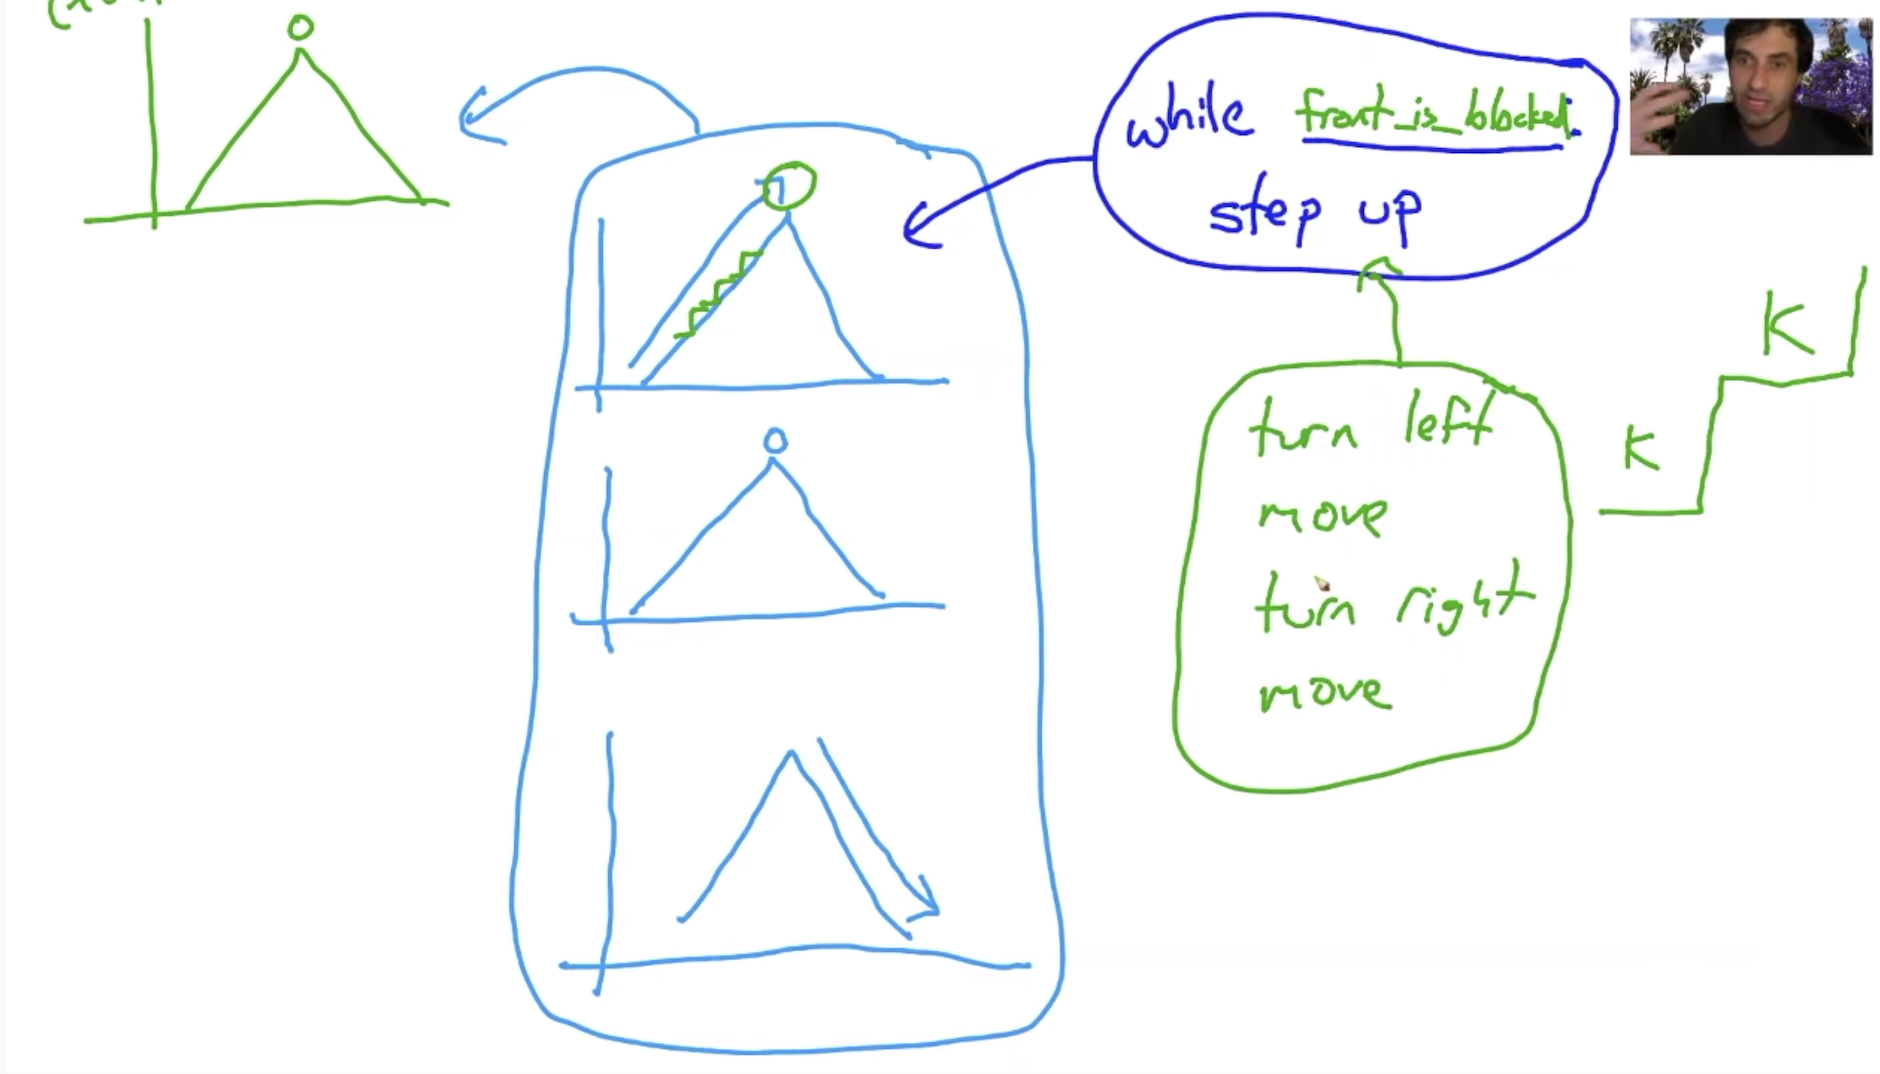 while front_is_blocked:
step up
K
K
turn left
move
turn right
move